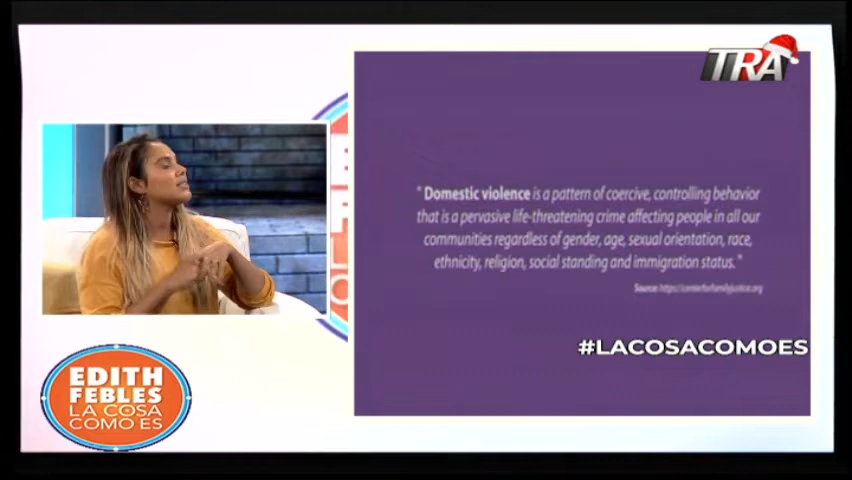 TRA
" Domestic violence is a pattern of coercive, controlling behavior
that is a pervasive life-threatening crime affecting people in all our
communities regardless of gender, age, sexual orientation, race,
ethnicity, religion, social standing and immigration status. "
Source: https://centerforfamilyjustice.org
#LACOSACOMOES
EDITH
FEBLES
LA COSA
COMO ES